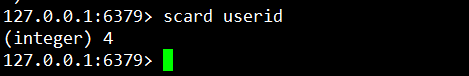 127.0.0.1:6379> scard userid
(integer) 4
127.0.0.1:6379>